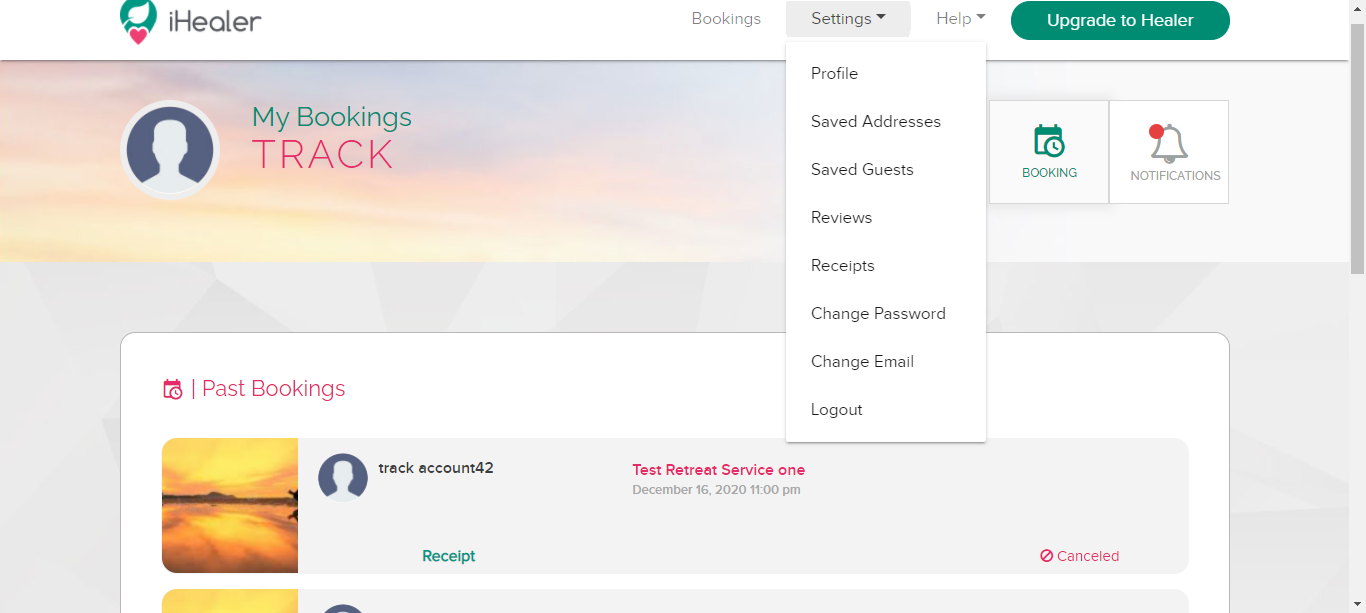 iHealer
Bookings
Settings
Help
Upgrade to Healer
Profile
Saved Addresses
Saved Guests
Reviews
Receipts
Change Password
Change Email
Logout
My Bookings
TRACK
BOOKING
NOTIFICATIONS
| Past Bookings
track account42
Test Retreat Service one
December 16, 2020 11:00 pm
Receipt
Canceled